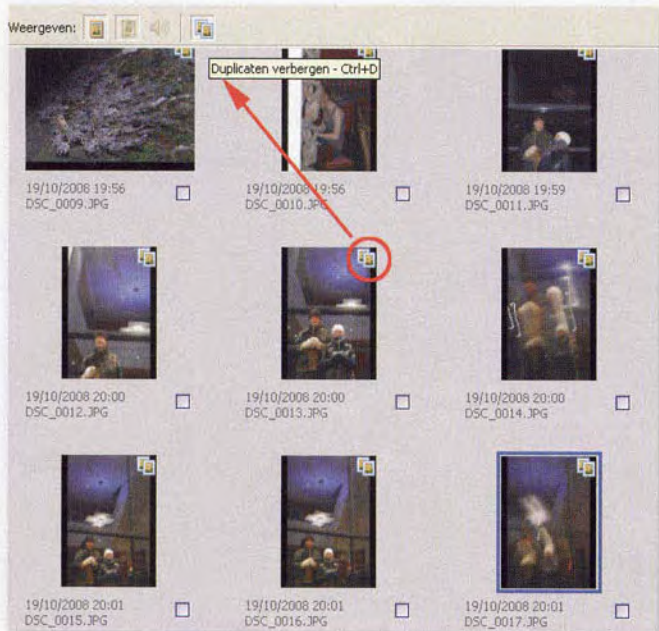 Weergeven:
Duplicaten verbergen - Ctrl+D
19/10/2008 19:56
DSC_0009.JPG
19/10/2008 19:56
DSC_0010.JPG
19/10/2008 19:59
DSC_0011.JPG
19/10/2008 20:00
DSC_0012.JPG
19/10/2008 20:00
DSC_0013.JPG
19/10/2008 20:00
DSC_0014.JPG
19/10/2008 20:01
DSC_0015.JPG
19/10/2008 20:01
DSC_0016.JPG
19/10/2008 20:01
DSC_0017.JPG